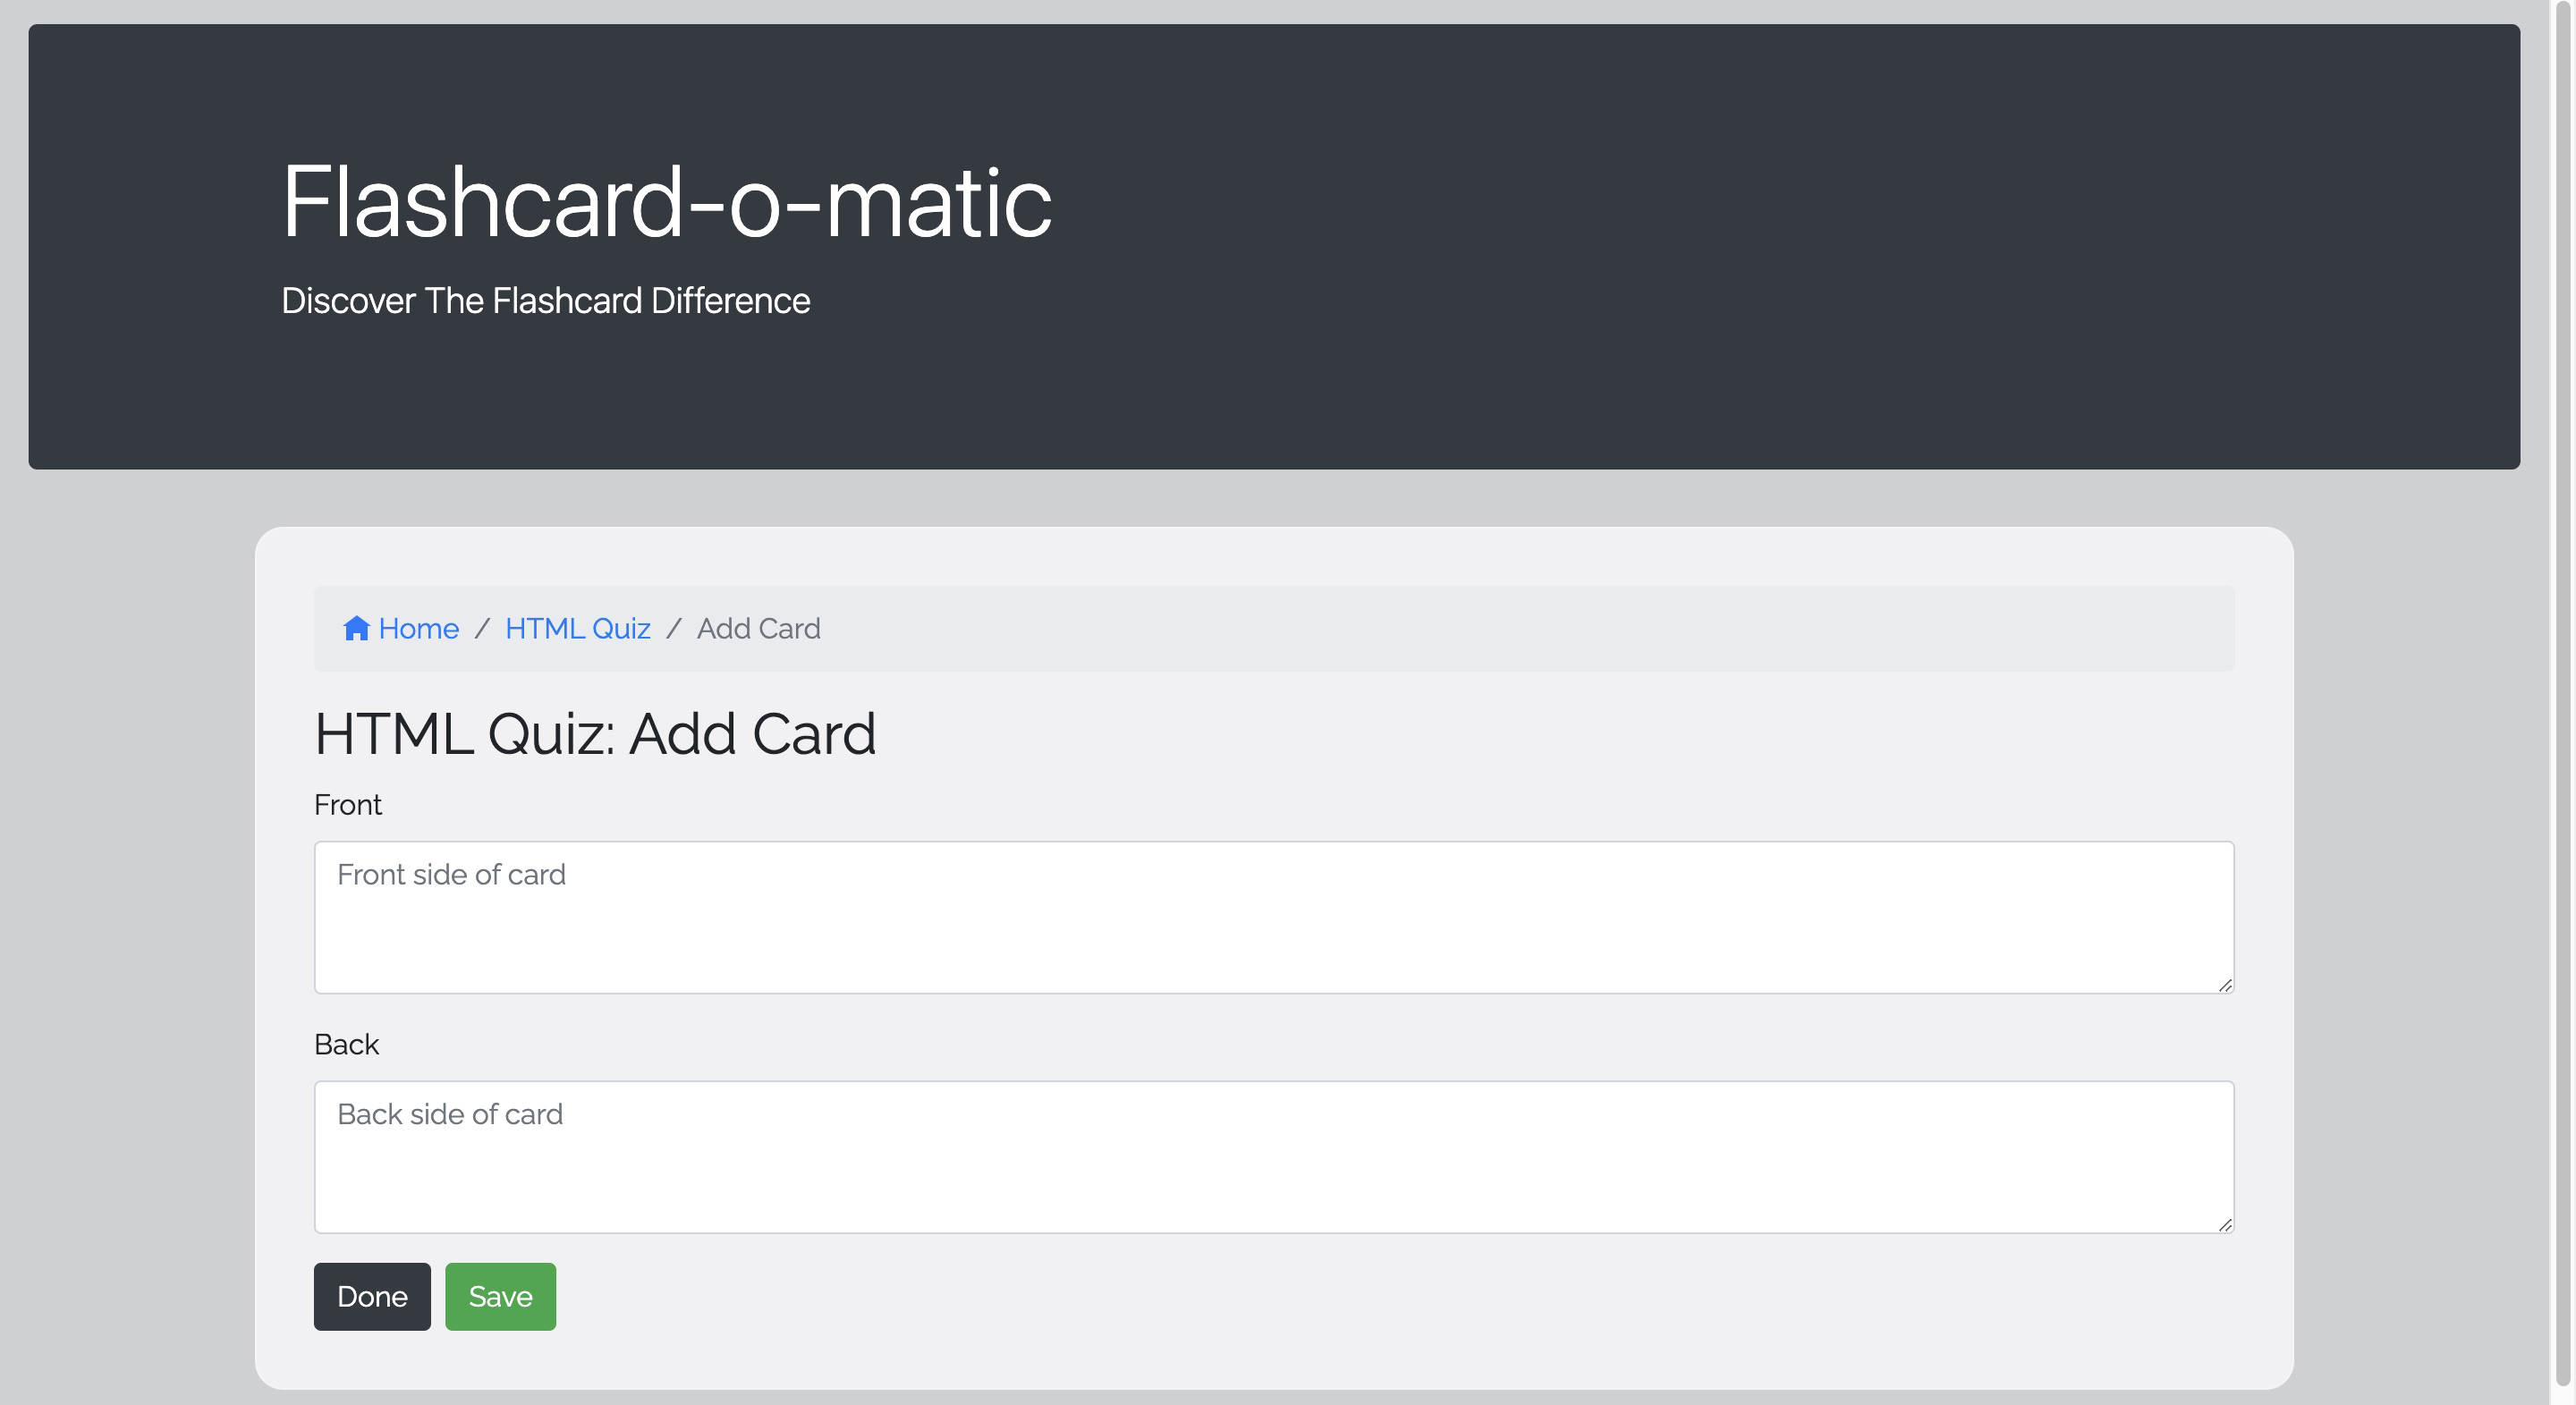 Flashcard-o-matic
Discover The Flashcard Difference
Home / HTML Quiz / Add Card
HTML Quiz: Add Card
Front
Front side of card
Back
Back side of card
Done Save